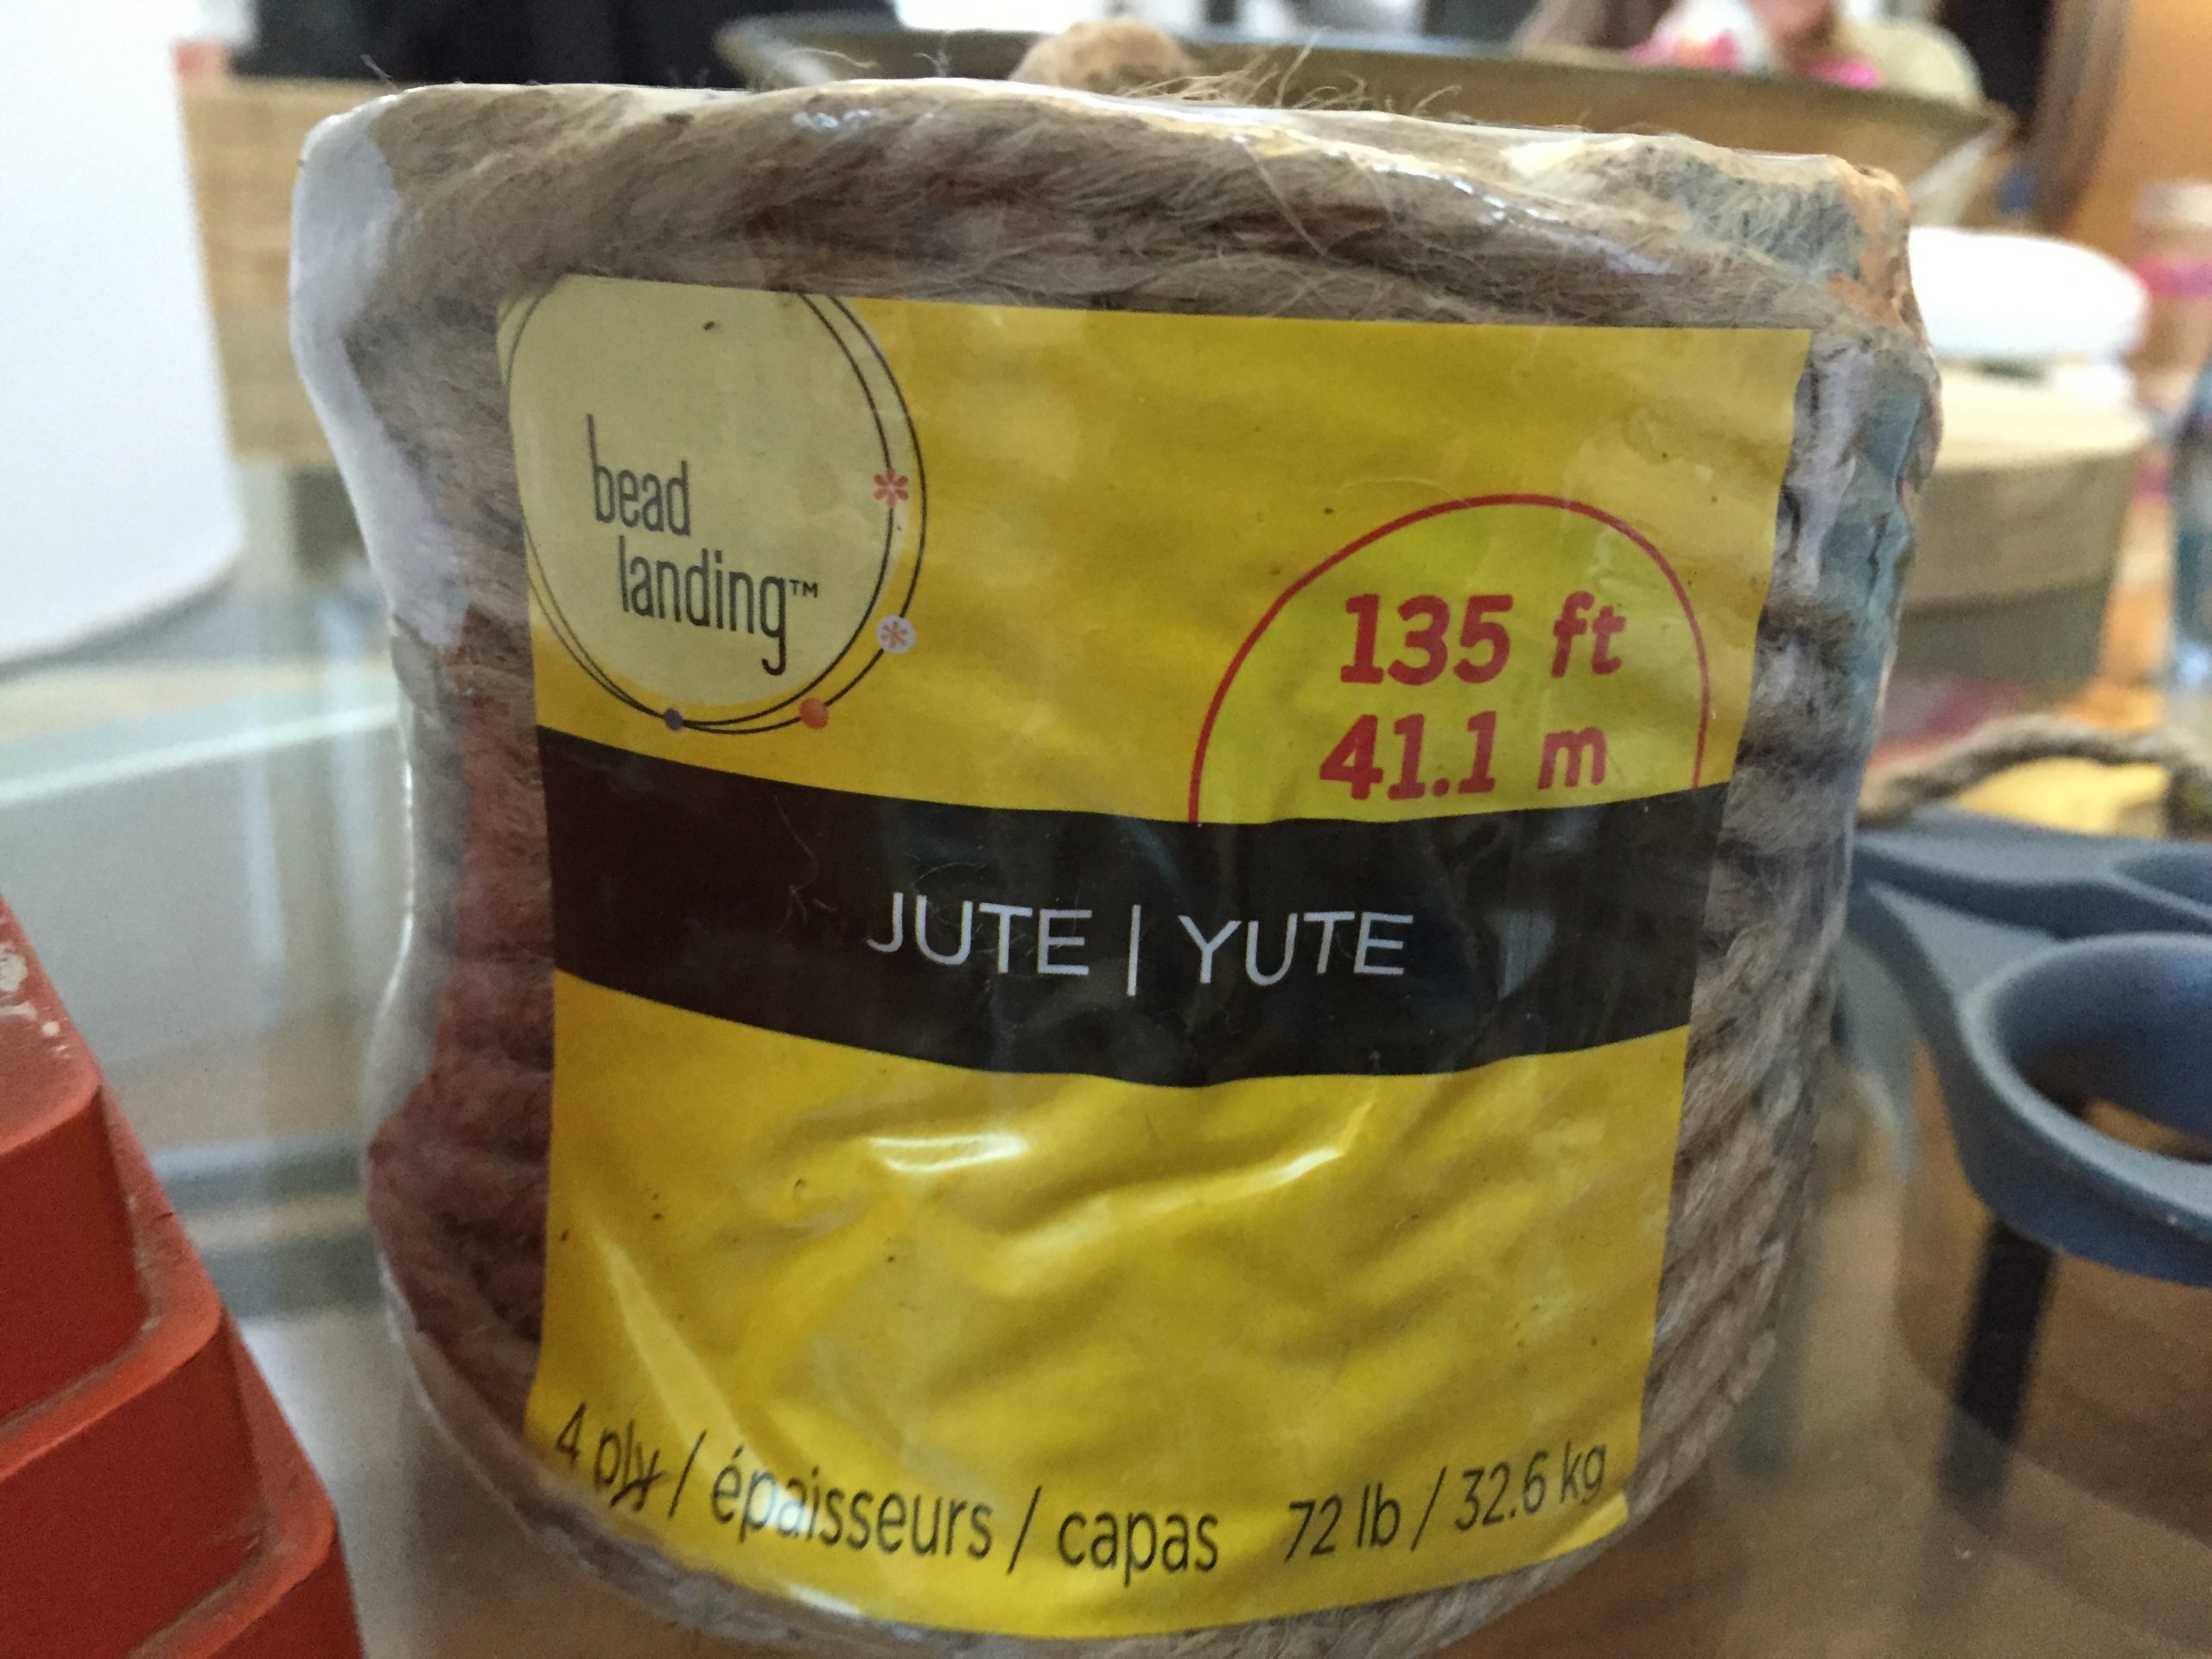 bead
landing™
135 ft
41.1 m
JUTE | YUTE
4 ply / épaisseurs / capas 72 lb / 32.6 kg